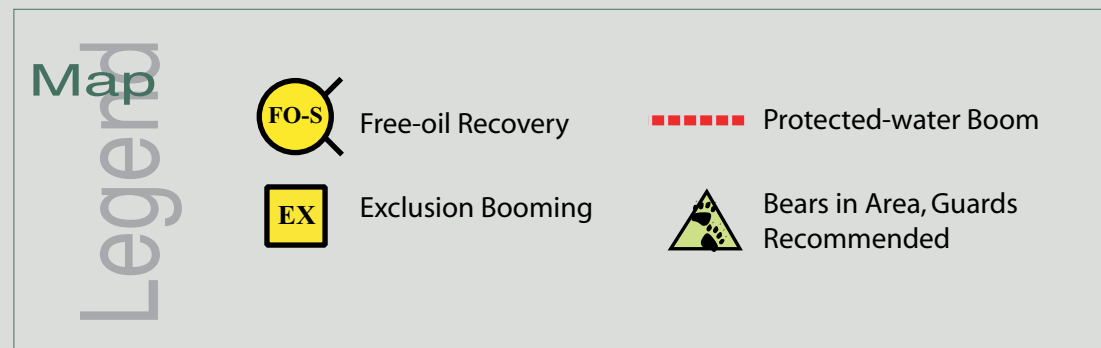 Map
Legend
FO-S
Free-oil Recovery
EX
Exclusion Booming
Protected-water Boom
Bears in Area, Guards
Recommended